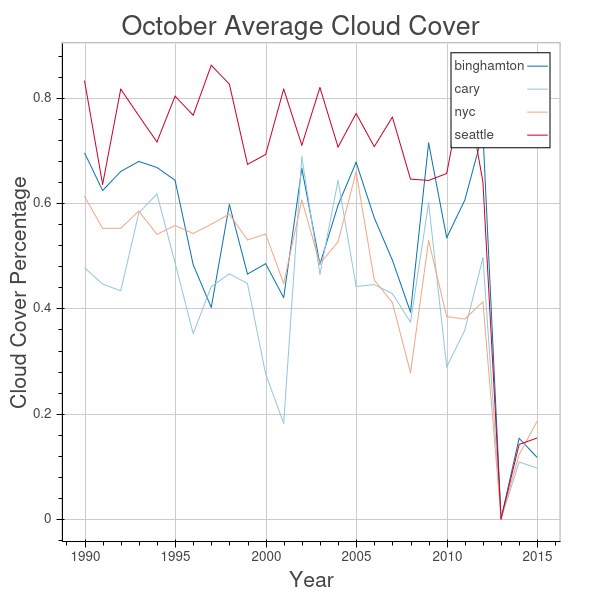 October Average Cloud Cover
binghamton
cary
nyc
seattle
Cloud Cover Percentage
0.8
0.6
0.4
0.2
0
1990 1995 2000 2005 2010 2015
Year